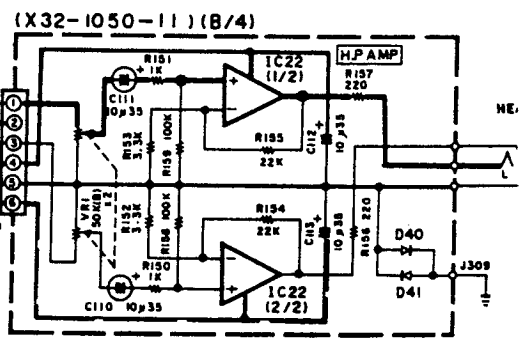 (X32-1050-11)(B/4)
H.P AMP
R151
1K
IC22
(1/2)
R157
220
C111
10μ35
1
2
3
4
5
6
R153
3.3K
R159
100K
R155
22K
C112
10μ35
L
VR1
50K(B)
x2
R152
3.3K
R158
100K
R154
22K
C113
10μ35
R156
220
D40
D41
J309
R150
1K
C110
10μ35
IC22
(2/2)